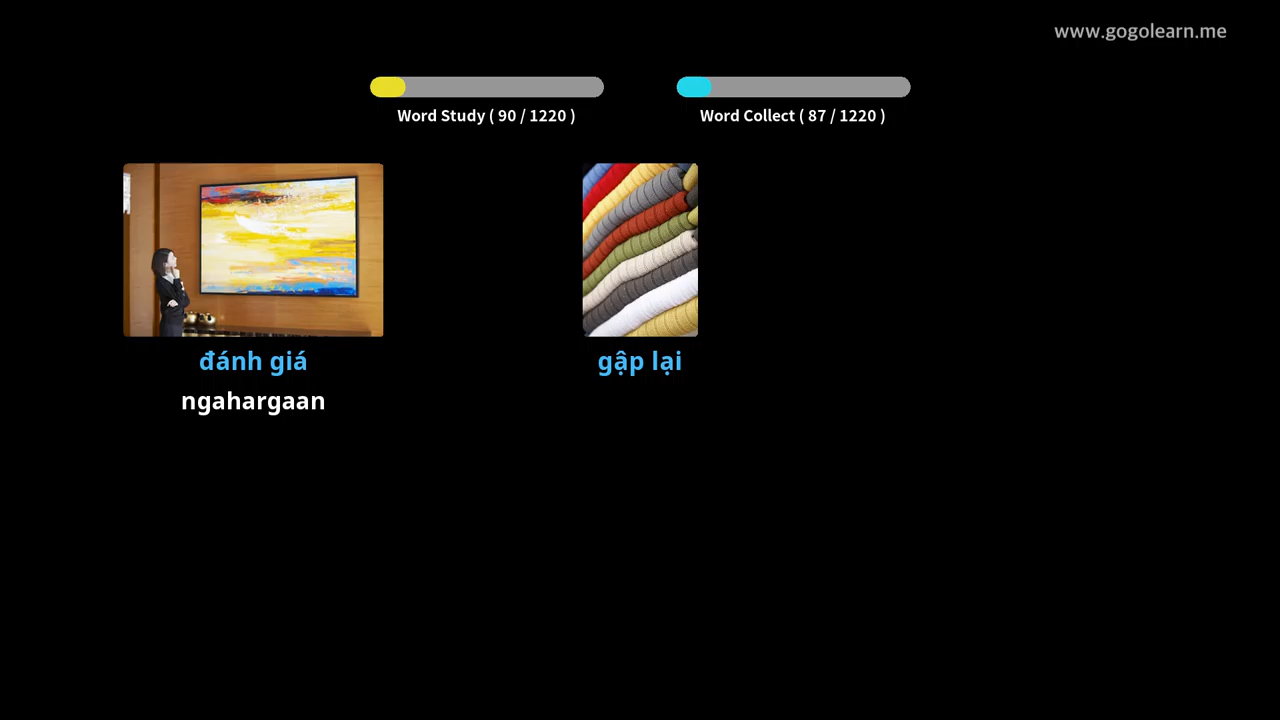 www.gogolearn.me
Word Study ( 90 / 1220 )
Word Collect ( 87 / 1220 )
đánh giá
ngahargaan
gập lại